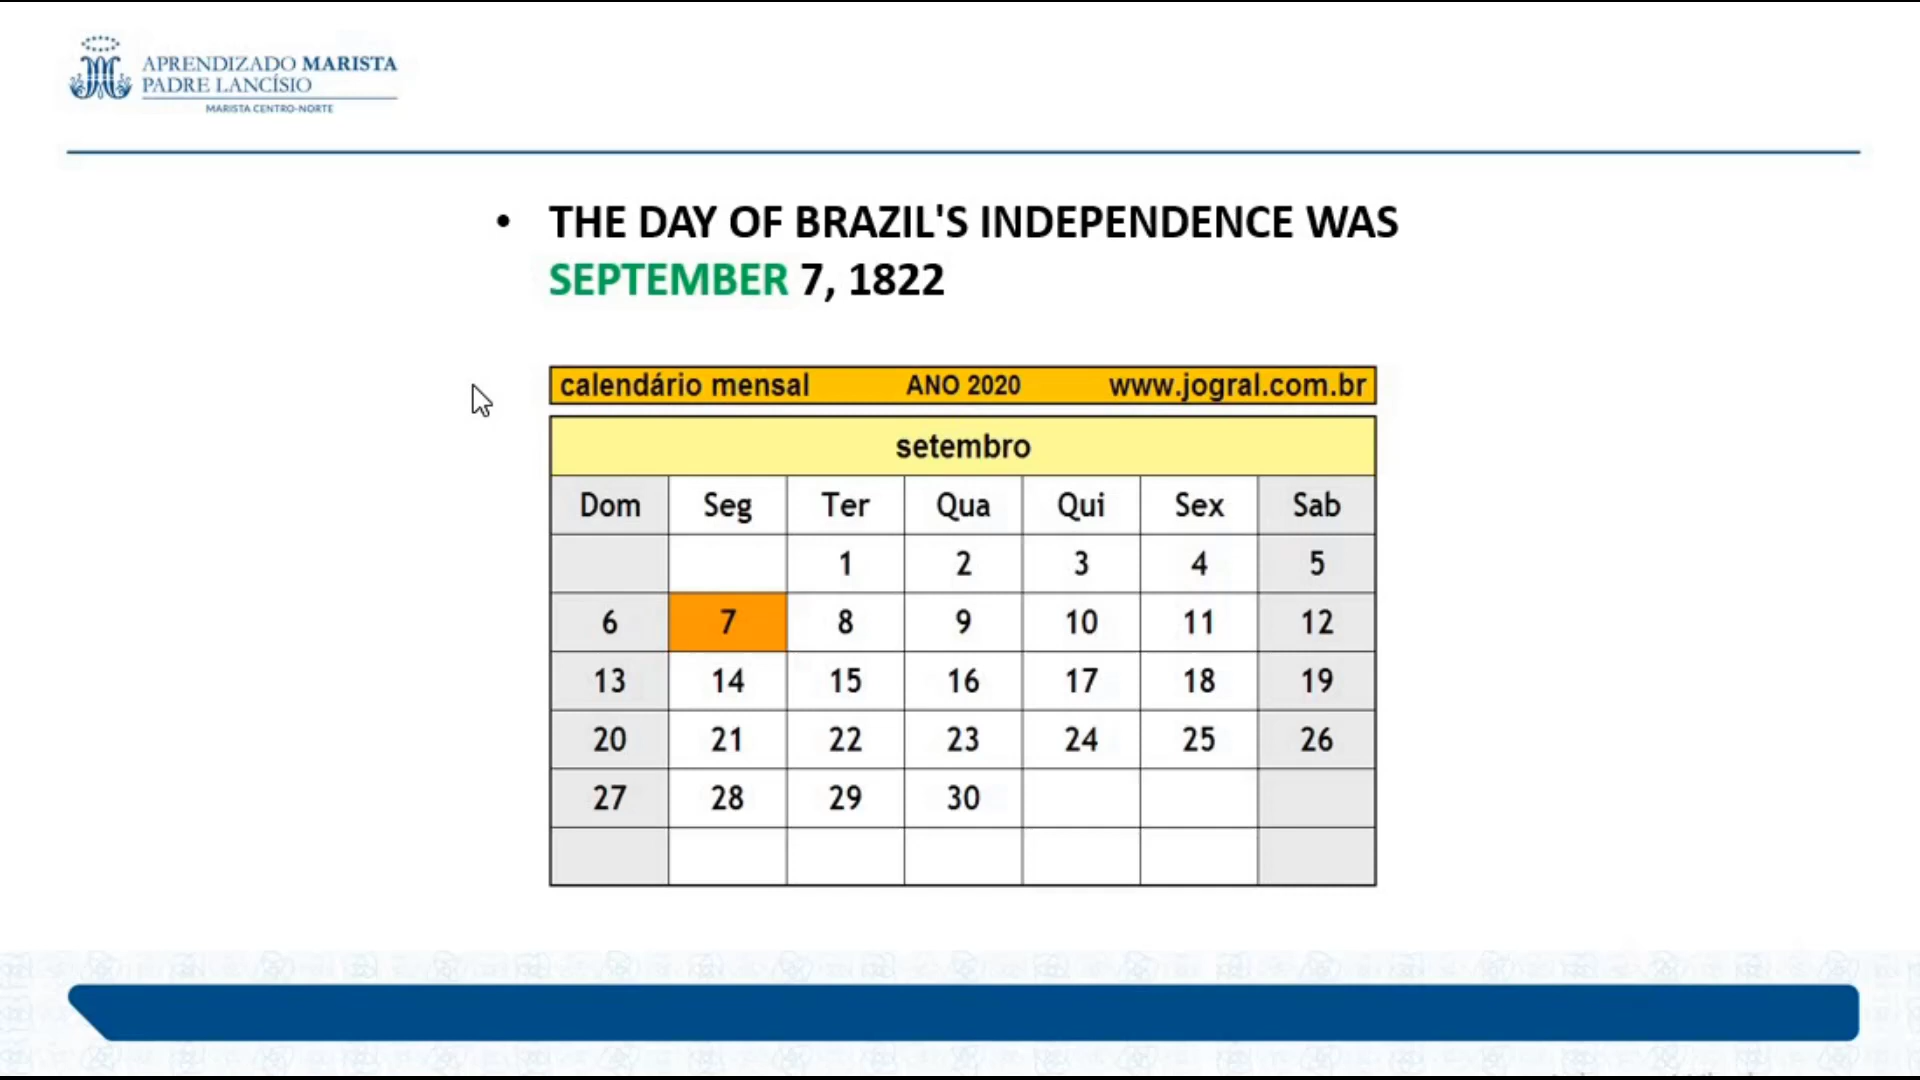 APRENDIZADO MARISTA
PADRE LANCÍSIO
MARISTA CENTRO-NORTE
• THE DAY OF BRAZIL'S INDEPENDENCE WAS
SEPTEMBER 7, 1822
calendário mensal ANO 2020 www.jogral.com.br
setembro
Dom Seg Ter Qua Qui Sex Sab
1 2 3 4 5
6 7 8 9 10 11 12
13 14 15 16 17 18 19
20 21 22 23 24 25 26
27 28 29 30